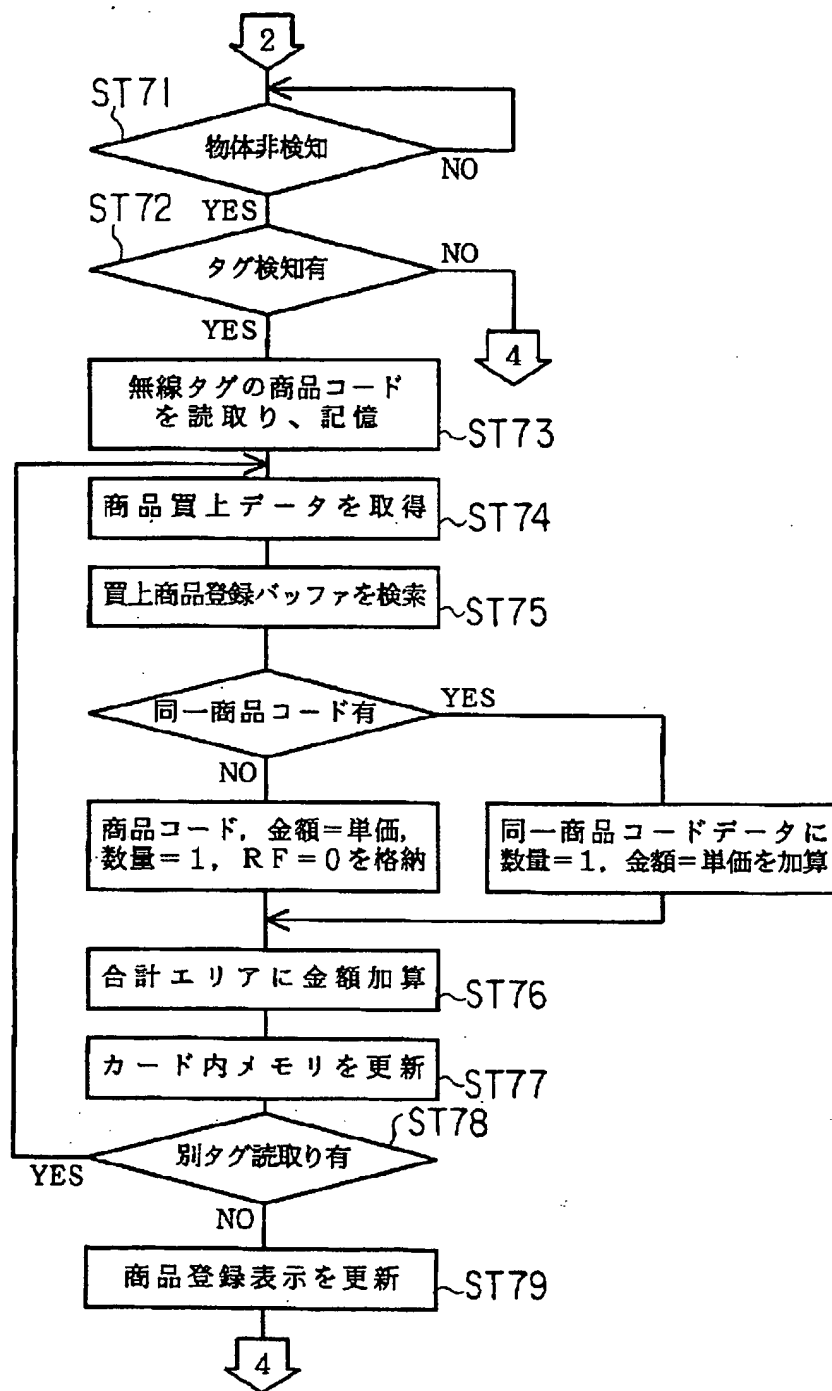 2
ST71
物体非検知
NO
YES
ST72
タグ検知有
NO
YES
4
無線タグの商品コード
を読取り、記憶
ST73
商品買上データを取得
ST74
買上商品登録バッファを検索
ST75
同一商品コード有
YES
NO
商品コード，金額＝単価，
数量＝1，RF＝0を格納
同一商品コードデータに
数量＝1，金額＝単価を加算
合計エリアに金額加算
ST76
カード内メモリを更新
ST77
ST78
別タグ読取り有
YES
NO
商品登録表示を更新
ST79
4